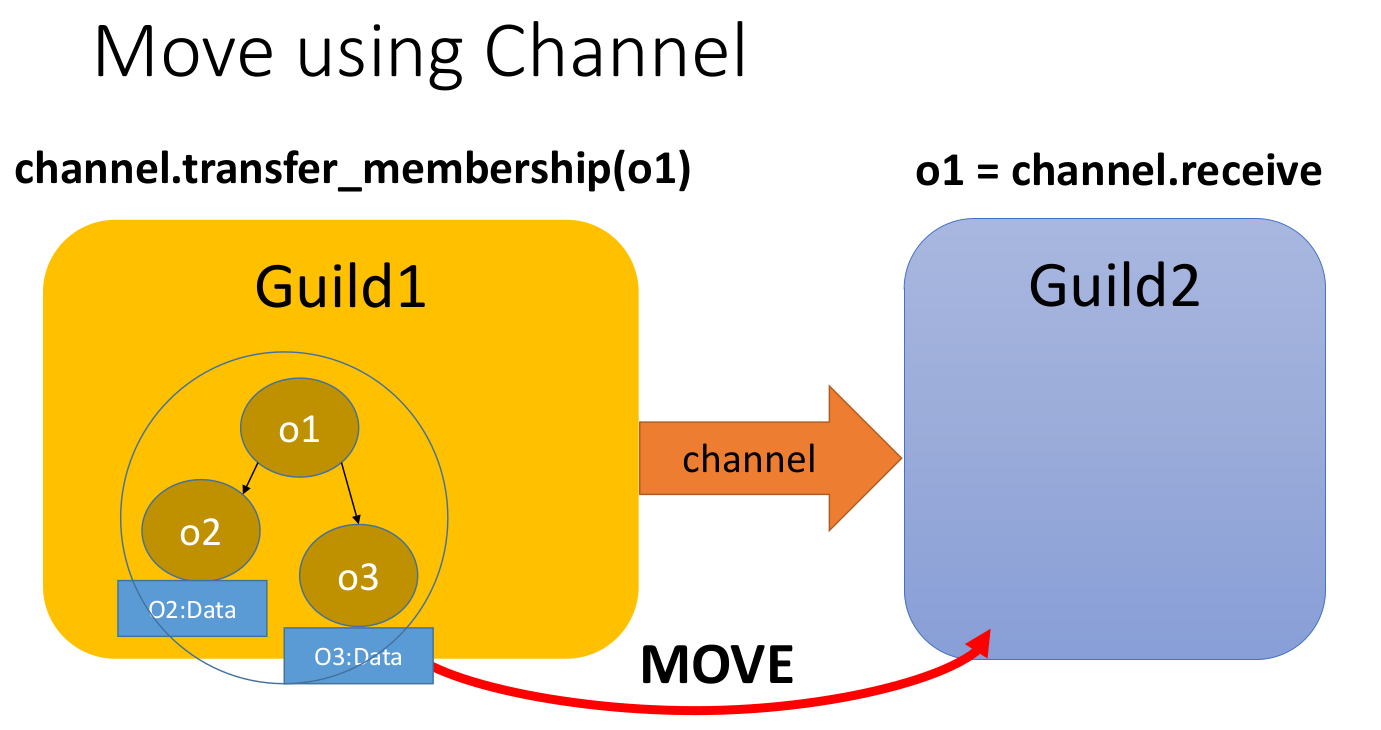 Move using Channel
channel.transfer_membership(o1)
o1 = channel.receive
Guild1
Guild2
o1
channel
o2
o3
O2:Data
O3:Data
MOVE